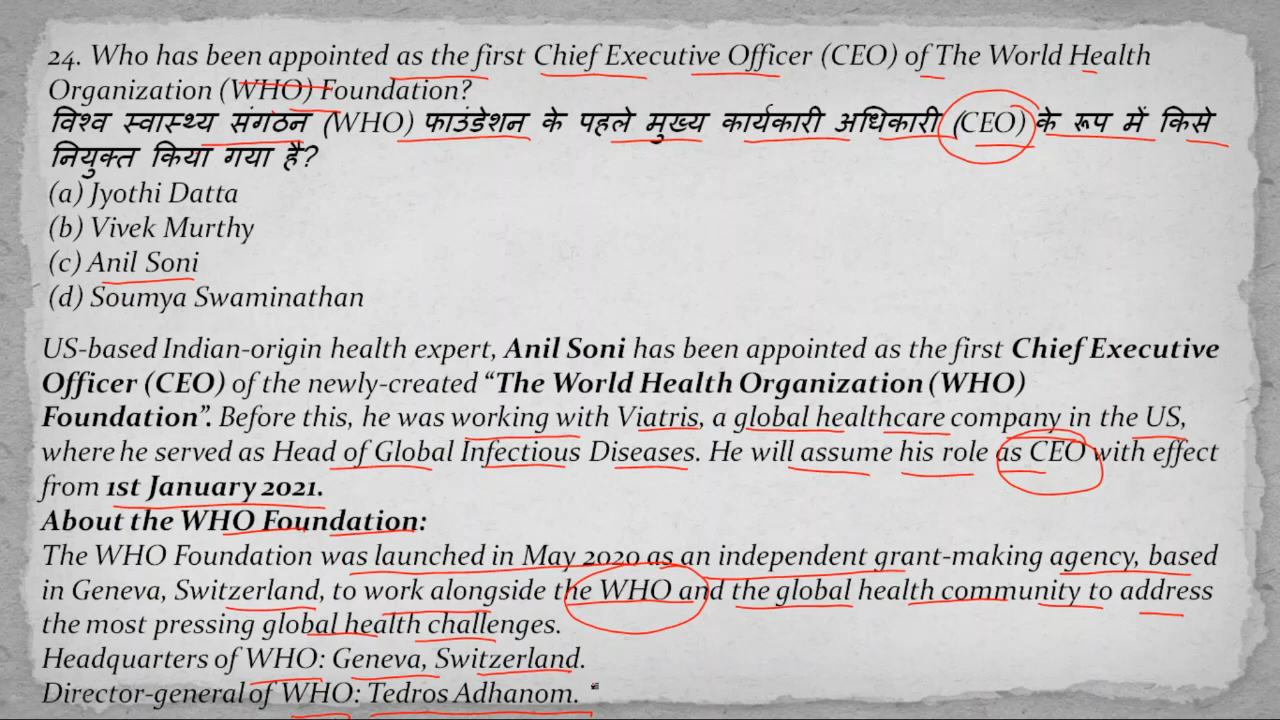 24. Who has been appointed as the first Chief Executive Officer (CEO) of The World Health
Organization (WHO) Foundation?
विश्व स्वास्थ्य संगठन (WHO) फाउंडेशन के पहले मुख्य कार्यकारी अधिकारी (CEO) के रूप में किसे
नियुक्त किया गया है?
(a) Jyothi Datta
(b) Vivek Murthy
(c) Anil Soni
(d) Soumya Swaminathan
US-based Indian-origin health expert, Anil Soni has been appointed as the first Chief Executive
Officer (CEO) of the newly-created “The World Health Organization (WHO)
Foundation”. Before this, he was working with Viatris, a global healthcare company in the US,
where he served as Head of Global Infectious Diseases. He will assume his role as CEO with effect
from 1st January 2021.
About the WHO Foundation:
The WHO Foundation was launched in May 2020 as an independent grant-making agency, based
in Geneva, Switzerland, to work alongside the WHO and the global health community to address
the most pressing global health challenges.
Headquarters of WHO: Geneva, Switzerland.
Director-general of WHO: Tedros Adhanom.